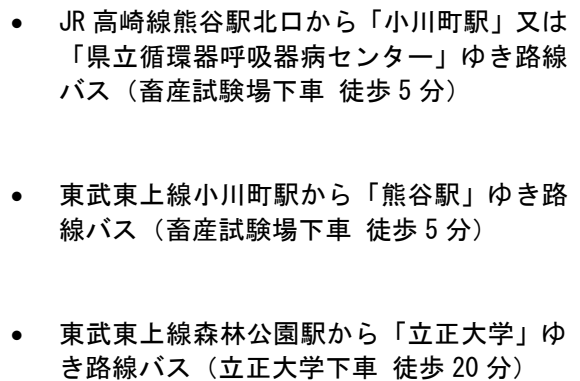 • JR 高崎線熊谷駅北口から「小川町駅」又は
「県立循環器呼吸器病センター」ゆき路線
バス（畜産試験場下車 徒歩 5 分）
• 東武東上線小川町駅から「熊谷駅」ゆき路
線バス（畜産試験場下車 徒歩 5 分）
• 東武東上線森林公園駅から「立正大学」ゆ
き路線バス（立正大学下車 徒歩 20 分）